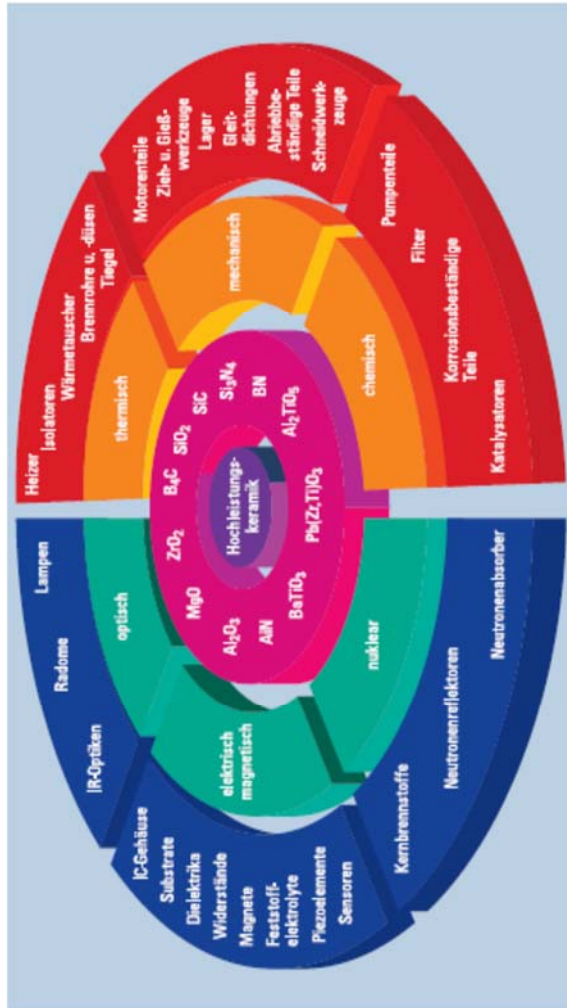 Heizer
Isolatoren
Wärmetauscher
Brennrohre u. -düsen
Tiegel
Motorenteile
Zieh- u. Gieß-
werkzeuge
Lager
Gleit-
dichtungen
Abriebbe-
ständige Teile
Schneidwerk-
zeuge
Pumpenteile
Filter
Korrosionsbeständige
Teile
Katalysatoren
thermisch
mechanisch
chemisch
Lampen
Radome
IR-Optiken
IC-Gehäuse
Substrate
Dielektrika
Widerstände
Magnete
Feststoff-
elektrolyte
Piezoelemente
Sensoren
Kernbrennstoffe
Neutronenreflektoren
Neutronenabsorber
optisch
elektrisch
magnetisch
nuklear
MgO
ZrO₂
B₄C
SiO₂
SiC
Si₃N₄
BN
Al₂TiO₅
Pb(Zr,Ti)O₃
BaTiO₃
AlN
Al₂O₃
Hochleistungs-
keramik